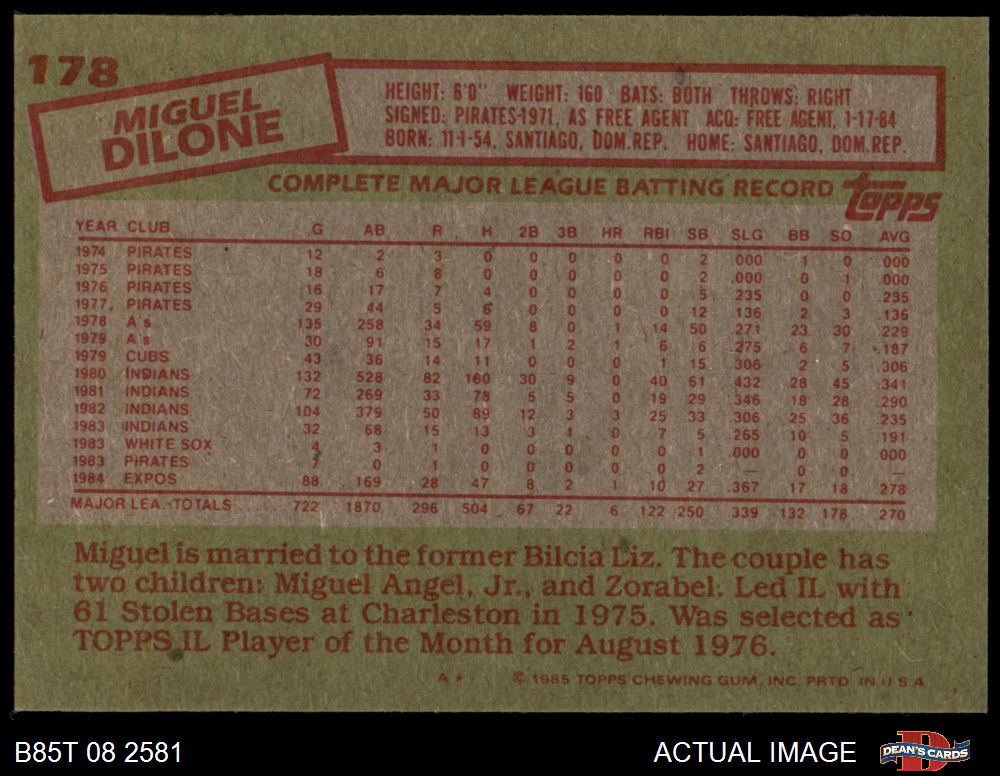 178
MIGUEL
DILONE
HEIGHT: 6'0" WEIGHT: 160 BATS: BOTH THROWS: RIGHT
SIGNED: PIRATES-1971, AS FREE AGENT ACQ: FREE AGENT, 1-17-84
BORN: 11-1-54, SANTIAGO, DOM.REP. HOME: SANTIAGO, DOM.REP.
COMPLETE MAJOR LEAGUE BATTING RECORD topps
YEAR CLUB G AB R H 2B 3B HR RBI SB SLG BB SO AVG
1974 PIRATES 12 2 3 0 0 0 0 0 2 .000 1 0 000
1975 PIRATES 18 6 8 0 0 0 0 0 2 .000 0 1 000
1976 PIRATES 16 17 7 4 0 0 0 0 5 .235 0 0 .235
1977 PIRATES 29 44 5 6 0 0 0 0 12 .136 2 3 .136
1978 A's 135 258 34 59 8 0 1 14 50 .271 23 30 .229
1979 A's 30 91 15 17 1 2 1 6 6 .275 6 7 .187
1979 CUBS 43 36 14 11 0 0 0 1 15 .306 2 5 .306
1980 INDIANS 132 528 82 160 30 9 0 40 61 .432 28 45 .341
1981 INDIANS 72 269 33 78 5 5 0 19 29 .346 18 28 .290
1982 INDIANS 104 379 50 89 12 3 3 25 33 .306 25 36 .235
1983 INDIANS 32 68 15 13 3 1 0 7 5 .265 10 5 .191
1983 WHITE SOX 4 3 1 0 0 0 0 0 1 .000 0 0 000
1983 PIRATES 7 0 1 0 0 0 0 0 2 — 0 0 —
1984 EXPOS 88 169 28 47 8 2 1 10 27 .367 17 18 .278
MAJOR LEA. TOTALS 722 1870 296 504 67 22 6 122 250 .339 132 178 .270
Miguel is married to the former Bilcia Liz. The couple has
two children: Miguel Angel, Jr., and Zorabel. Led IL with
61 Stolen Bases at Charleston in 1975. Was selected as
TOPPS IL Player of the Month for August 1976.
A* © 1985 TOPPS CHEWING GUM, INC. PRTD. IN U S A
B85T 08 2581 ACTUAL IMAGE D DEAN'S CARDS